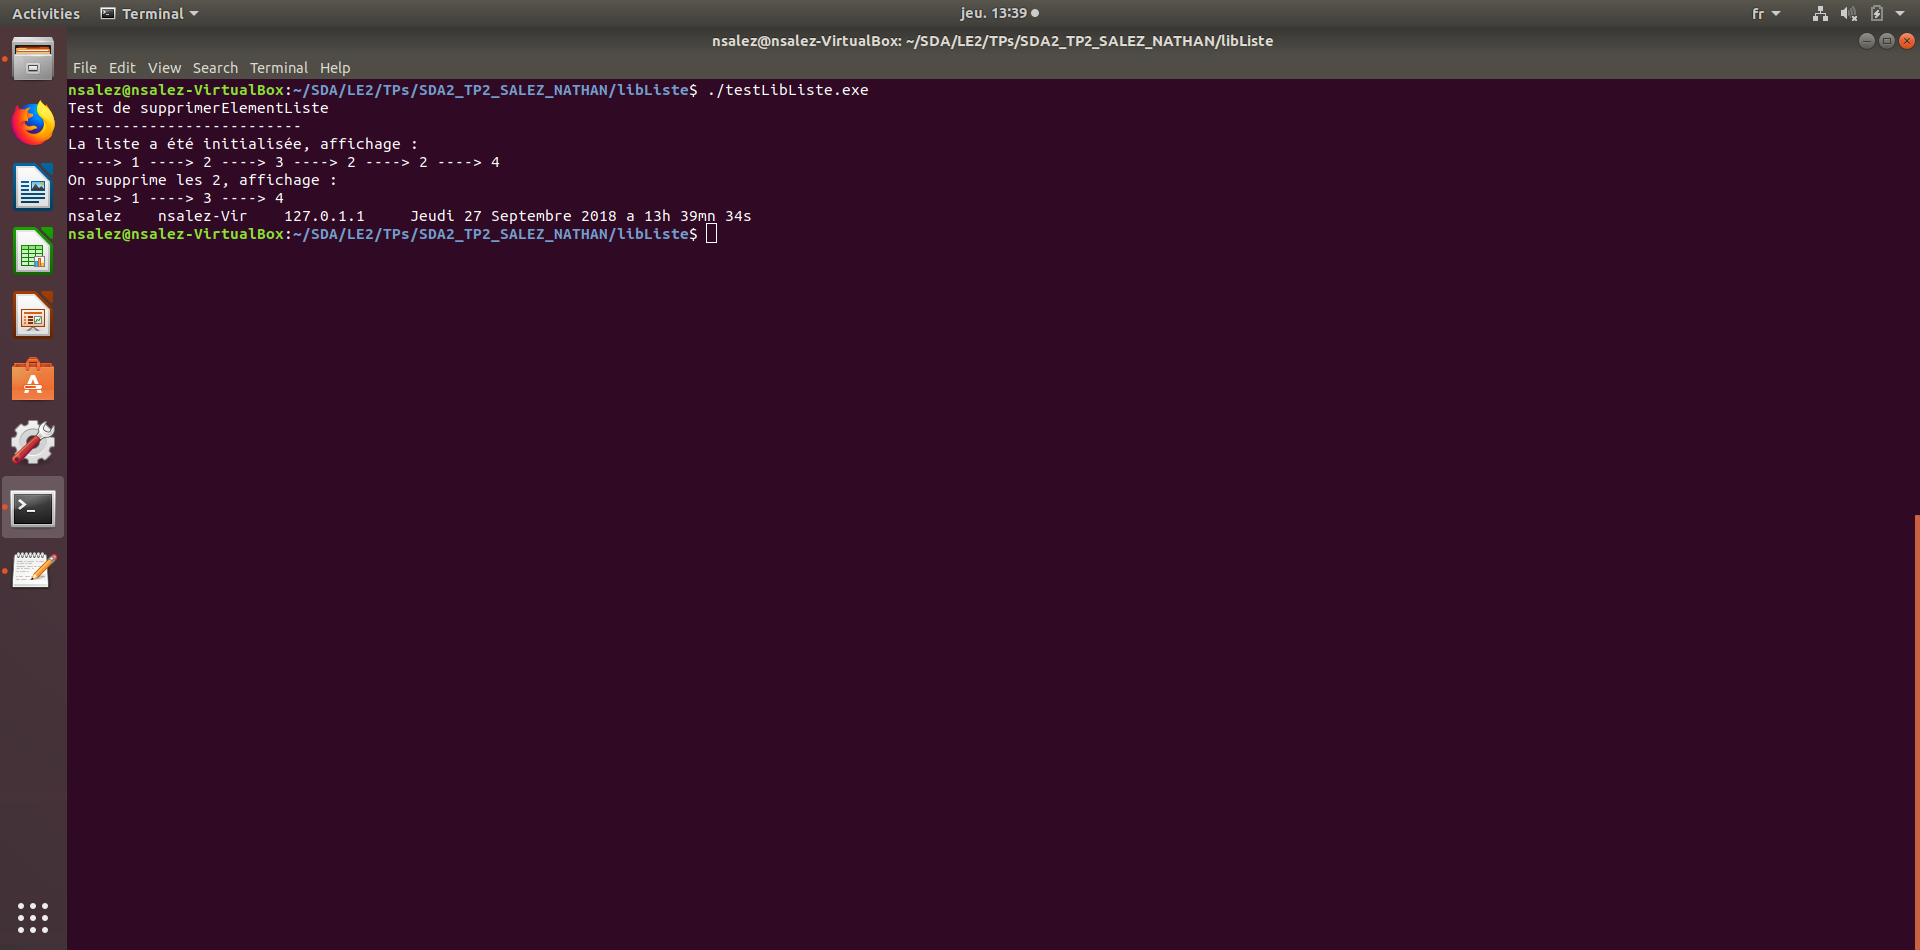 Activities Terminal jeu. 13:39 fr
nsalez@nsalez-VirtualBox: ~/SDA/LE2/TPs/SDA2_TP2_SALEZ_NATHAN/libListe
File Edit View Search Terminal Help
nsalez@nsalez-VirtualBox:~/SDA/LE2/TPs/SDA2_TP2_SALEZ_NATHAN/libListe$ ./testLibListe.exe
Test de supprimerElementListe
--------------------------
La liste a été initialisée, affichage :
 ----> 1 ----> 2 ----> 3 ----> 2 ----> 2 ----> 4
On supprime les 2, affichage :
 ----> 1 ----> 3 ----> 4
nsalez    nsalez-Vir    127.0.1.1     Jeudi 27 Septembre 2018 a 13h 39mn 34s
nsalez@nsalez-VirtualBox:~/SDA/LE2/TPs/SDA2_TP2_SALEZ_NATHAN/libListe$